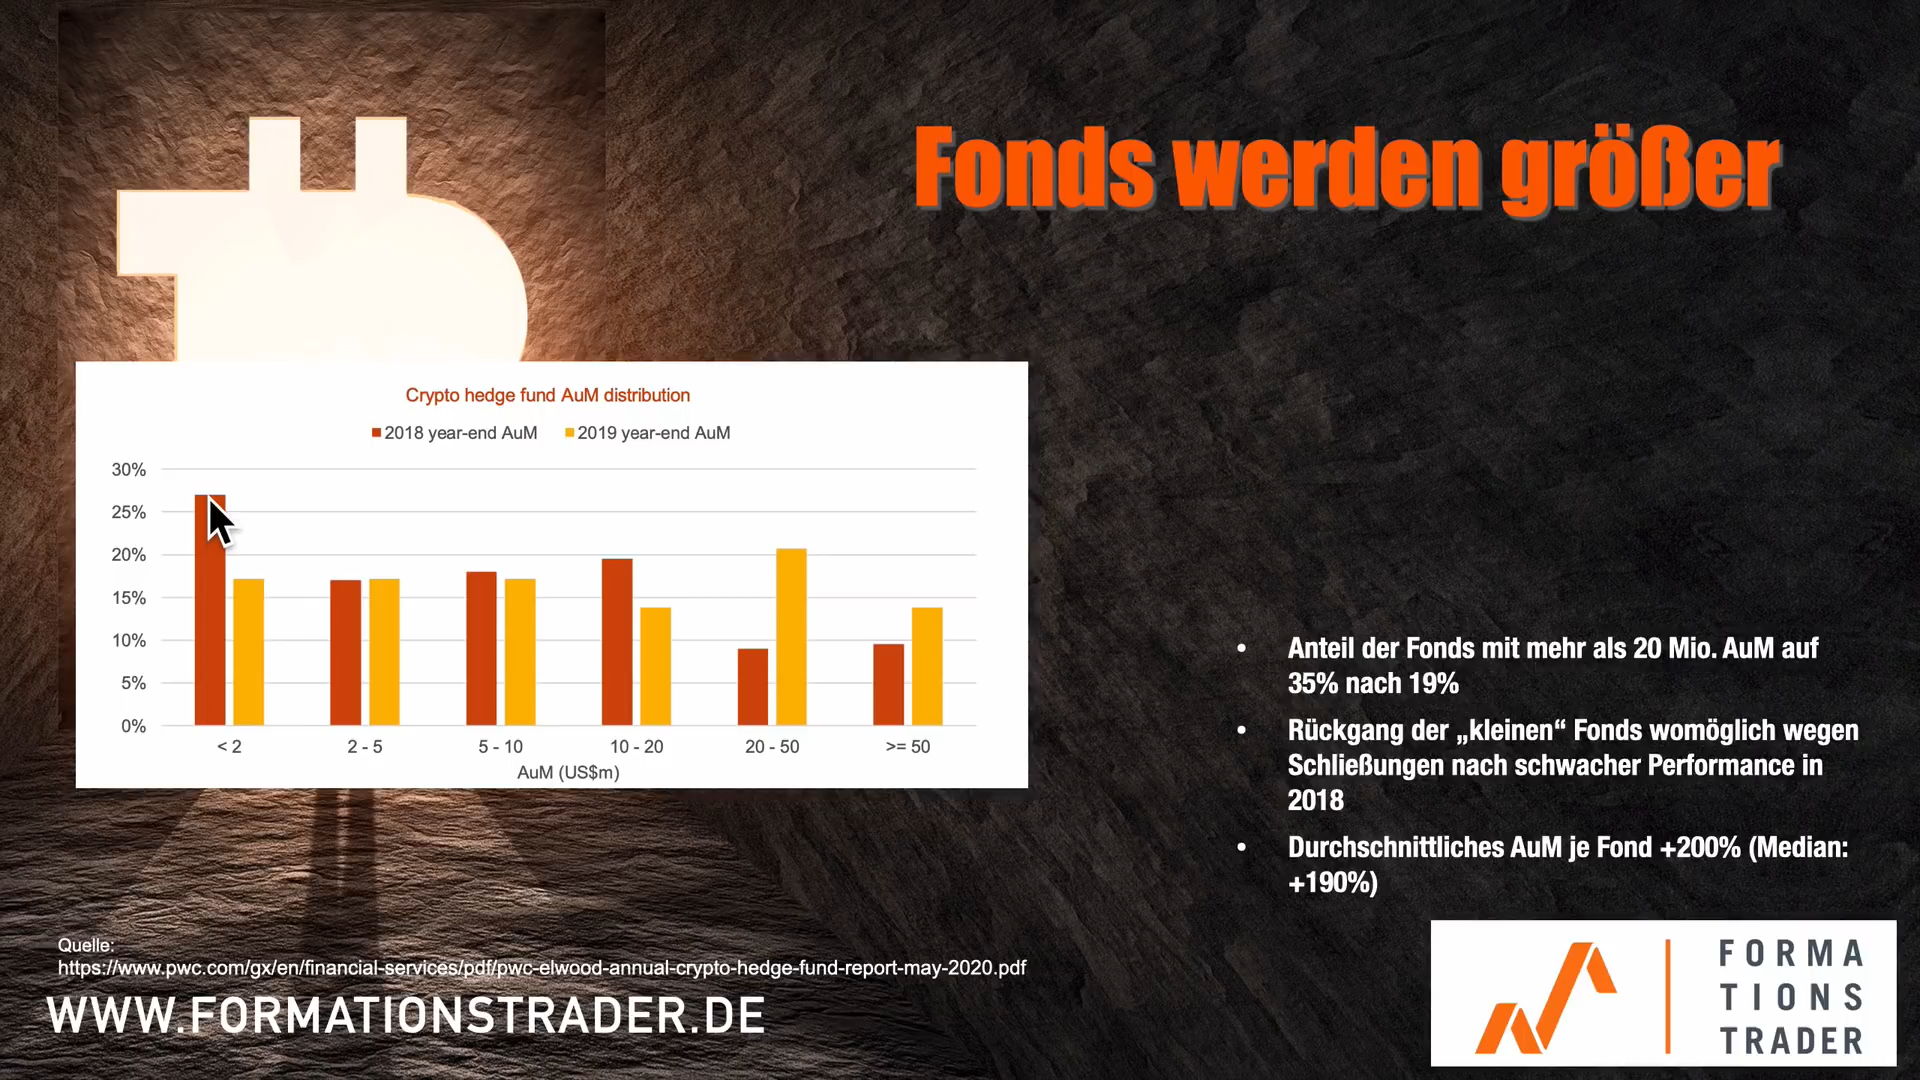 Fonds werden größer
Crypto hedge fund AuM distribution
2018 year-end AuM 2019 year-end AuM
30%
25%
20%
15%
10%
5%
0%
< 2 2 - 5 5 - 10 10 - 20 20 - 50 >= 50
AuM (US$m)
• Anteil der Fonds mit mehr als 20 Mio. AuM auf
35% nach 19%
• Rückgang der „kleinen“ Fonds womöglich wegen
Schließungen nach schwacher Performance in
2018
• Durchschnittliches AuM je Fond +200% (Median:
+190%)
Quelle:
https://www.pwc.com/gx/en/financial-services/pdf/pwc-elwood-annual-crypto-hedge-fund-report-may-2020.pdf
WWW.FORMATIONSTRADER.DE
FORMA
TIONS
TRADER